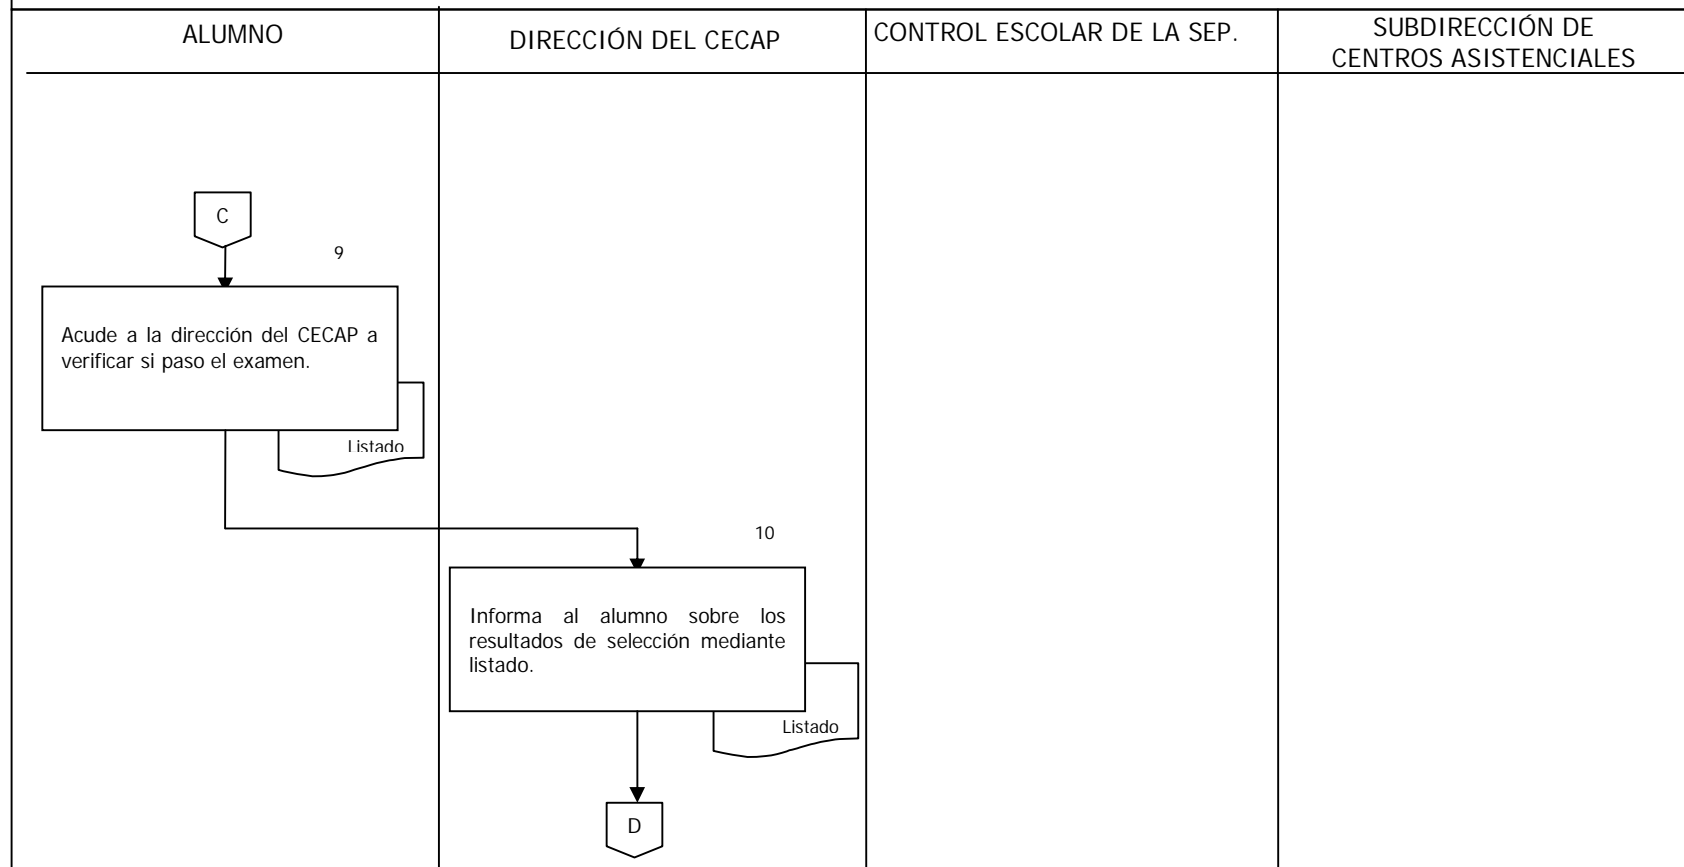 ALUMNO
DIRECCIÓN DEL CECAP
CONTROL ESCOLAR DE LA SEP.
SUBDIRECCIÓN DE
CENTROS ASISTENCIALES
C
9
Acude a la dirección del CECAP a
verificar si paso el examen.
Listado
10
Informa al alumno sobre los
resultados de selección mediante
listado.
Listado
D